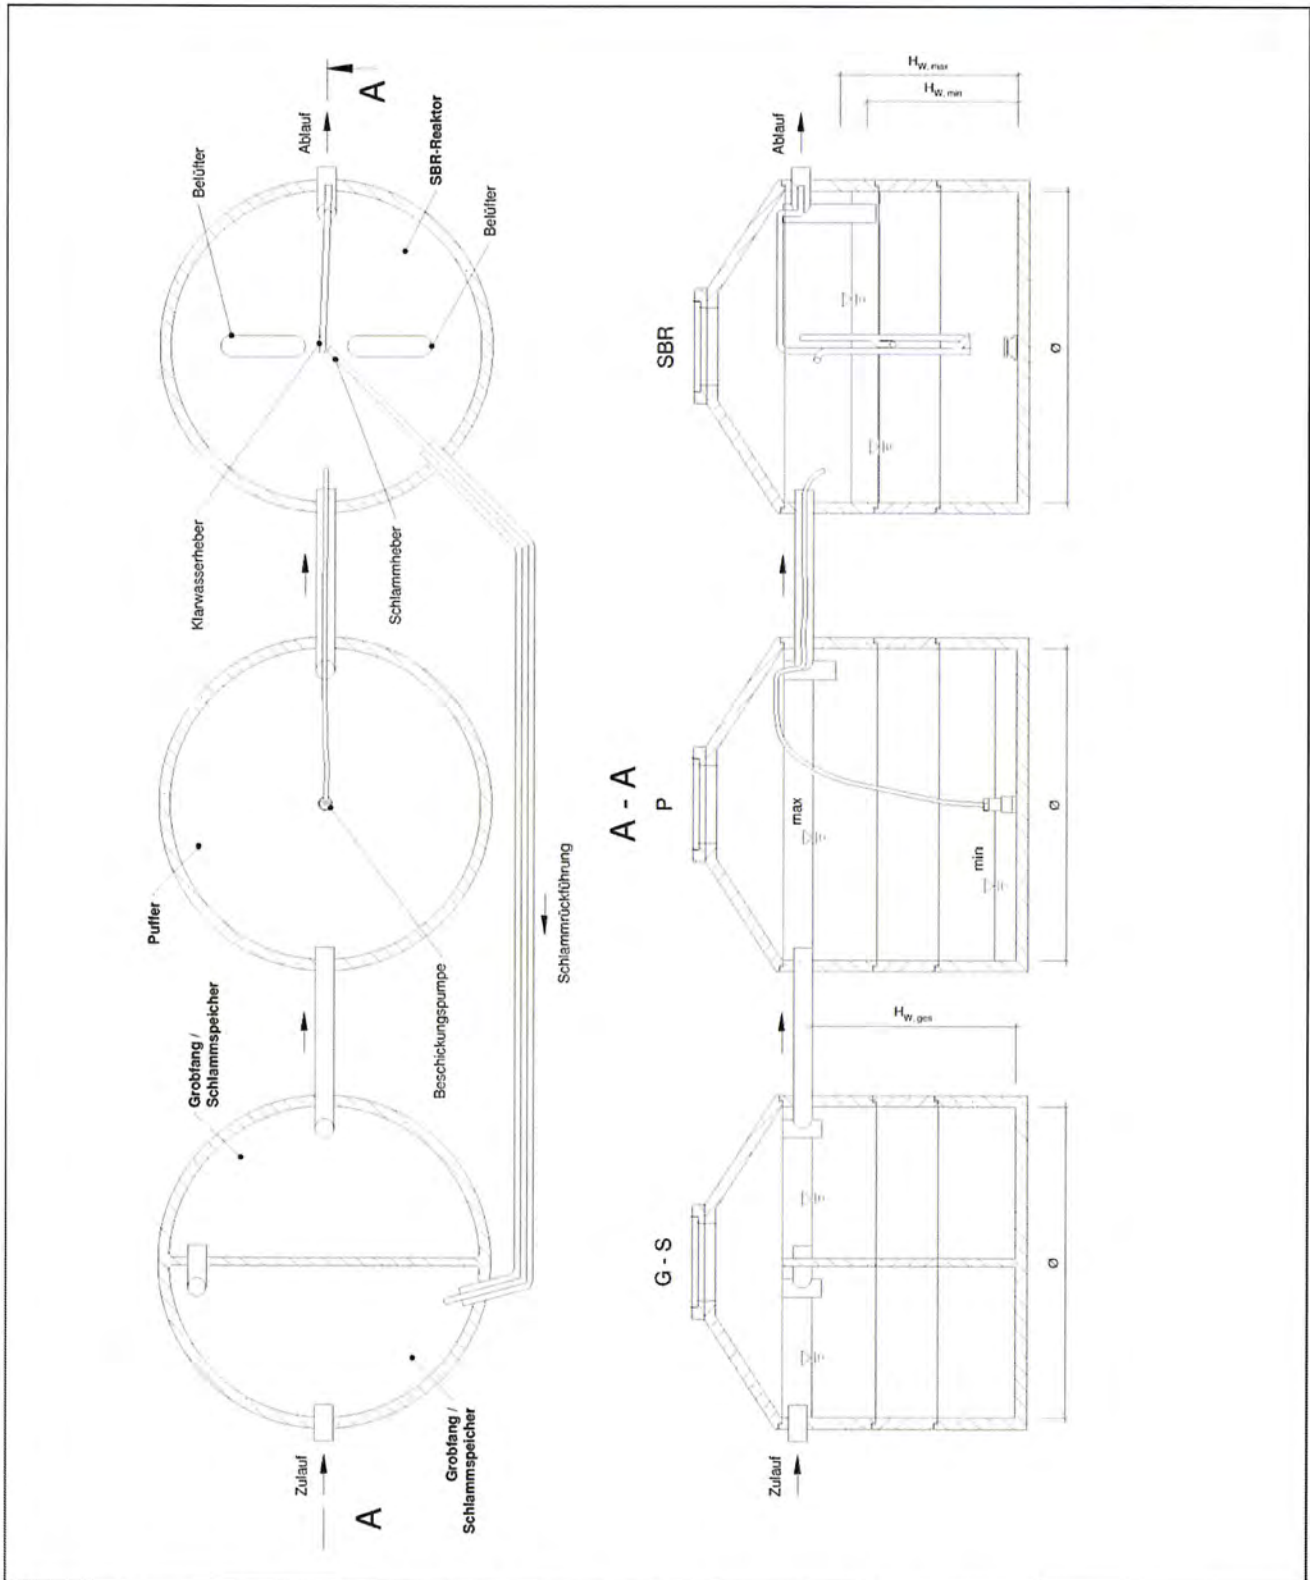 Puffer
Grobfang /
Schlammspeicher
Klarwasserheber
Belüfter
Zulauf
Ablauf
A
A
Schlammheber
SBR-Reaktor
Beschickungspumpe
Grobfang /
Schlammspeicher
Belüfter
Schlammrückführung
A - A
G - S
P
SBR
Zulauf
max
Ablauf
H W, ges
H W, max
H W, min
min
Ø
Ø
Ø